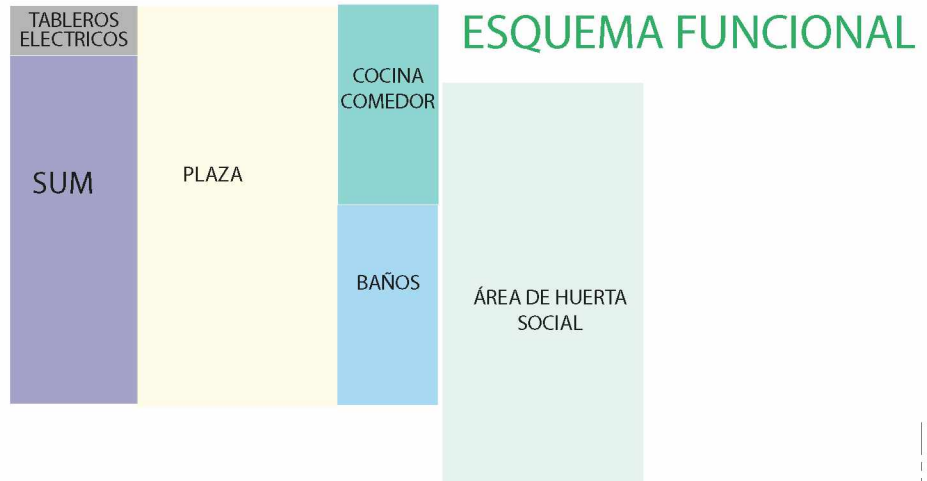 TABLEROS
ELECTRICOS
ESQUEMA FUNCIONAL
COCINA
COMEDOR
SUM
PLAZA
BAÑOS
ÁREA DE HUERTA
SOCIAL